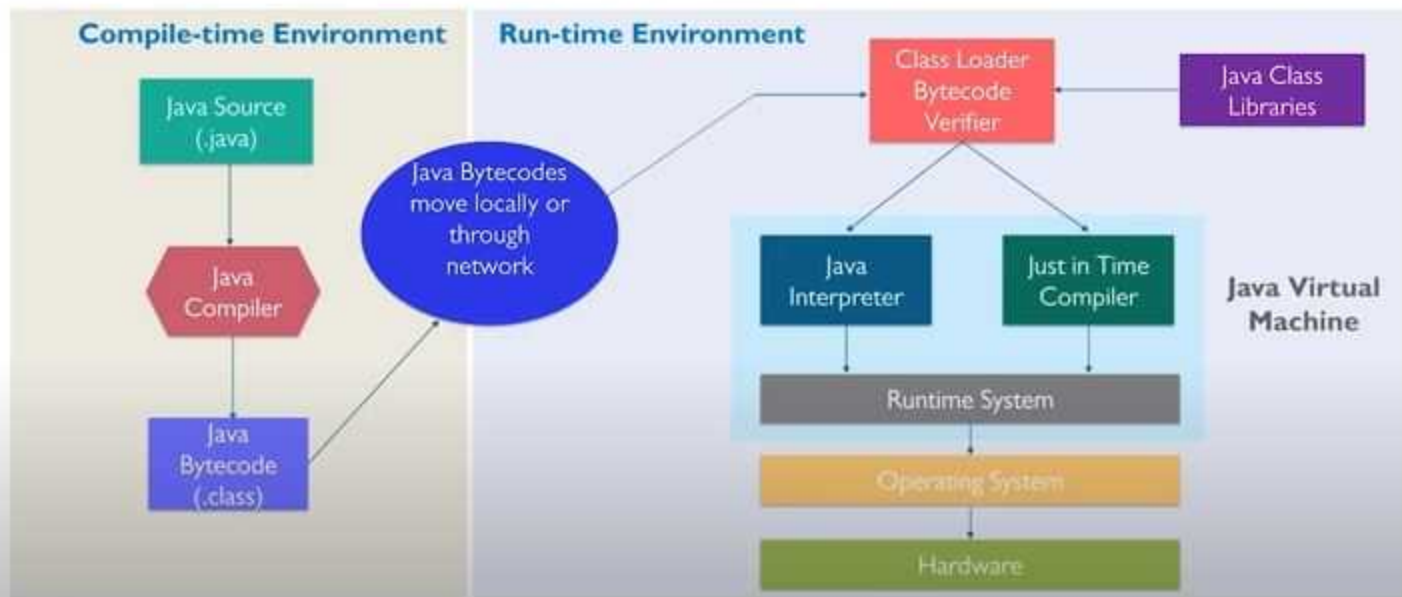 Compile-time Environment
Run-time Environment
Java Source
(.java)
Java
Compiler
Java
Bytecode
(.class)
Java Bytecodes
move locally or
through
network
Class Loader
Bytecode
Verifier
Java Class
Libraries
Java
Interpreter
Just in Time
Compiler
Java Virtual
Machine
Runtime System
Operating System
Hardware